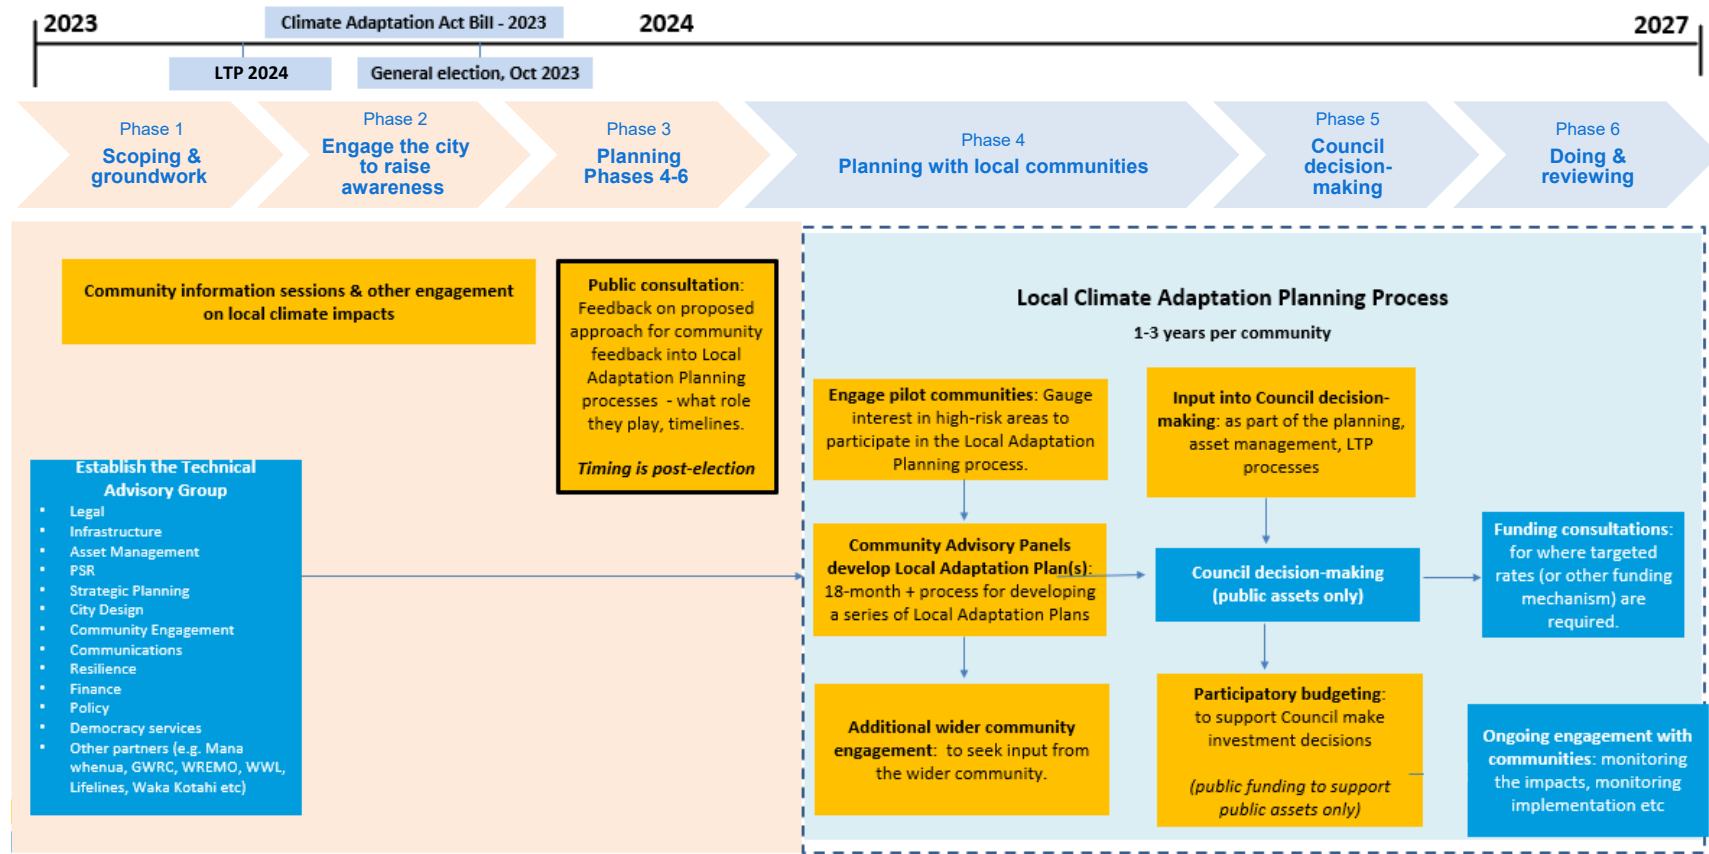 2023
Climate Adaptation Act Bill - 2023
2024
2027
LTP 2024
General election, Oct 2023
Phase 1
Scoping &
groundwork
Phase 2
Engage the city
to raise
awareness
Phase 3
Planning
Phases 4-6
Phase 4
Planning with local communities
Phase 5
Council
decision-
making
Phase 6
Doing &
reviewing
Community information sessions & other engagement
on local climate impacts
Public consultation:
Feedback on proposed
approach for community
feedback into Local
Adaptation Planning
processes - what role
they play, timelines.
Timing is post-election
Establish the Technical
Advisory Group
▪ Legal
▪ Infrastructure
▪ Asset Management
▪ PSR
▪ Strategic Planning
▪ City Design
▪ Community Engagement
▪ Communications
▪ Resilience
▪ Finance
▪ Policy
▪ Democracy services
▪ Other partners (e.g. Mana
whenua, GWRC, WREMO, WWL,
Lifelines, Waka Kotahi etc)
Local Climate Adaptation Planning Process
1-3 years per community
Engage pilot communities: Gauge
interest in high-risk areas to
participate in the Local Adaptation
Planning process.
Community Advisory Panels
develop Local Adaptation Plan(s):
18-month + process for developing
a series of Local Adaptation Plans
Additional wider community
engagement: to seek input from
the wider community.
Input into Council decision-
making: as part of the planning,
asset management, LTP
processes
Council decision-making
(public assets only)
Participatory budgeting:
to support Council make
investment decisions
(public funding to support
public assets only)
Funding consultations:
for where targeted
rates (or other funding
mechanism) are
required.
Ongoing engagement with
communities: monitoring
the impacts, monitoring
implementation etc